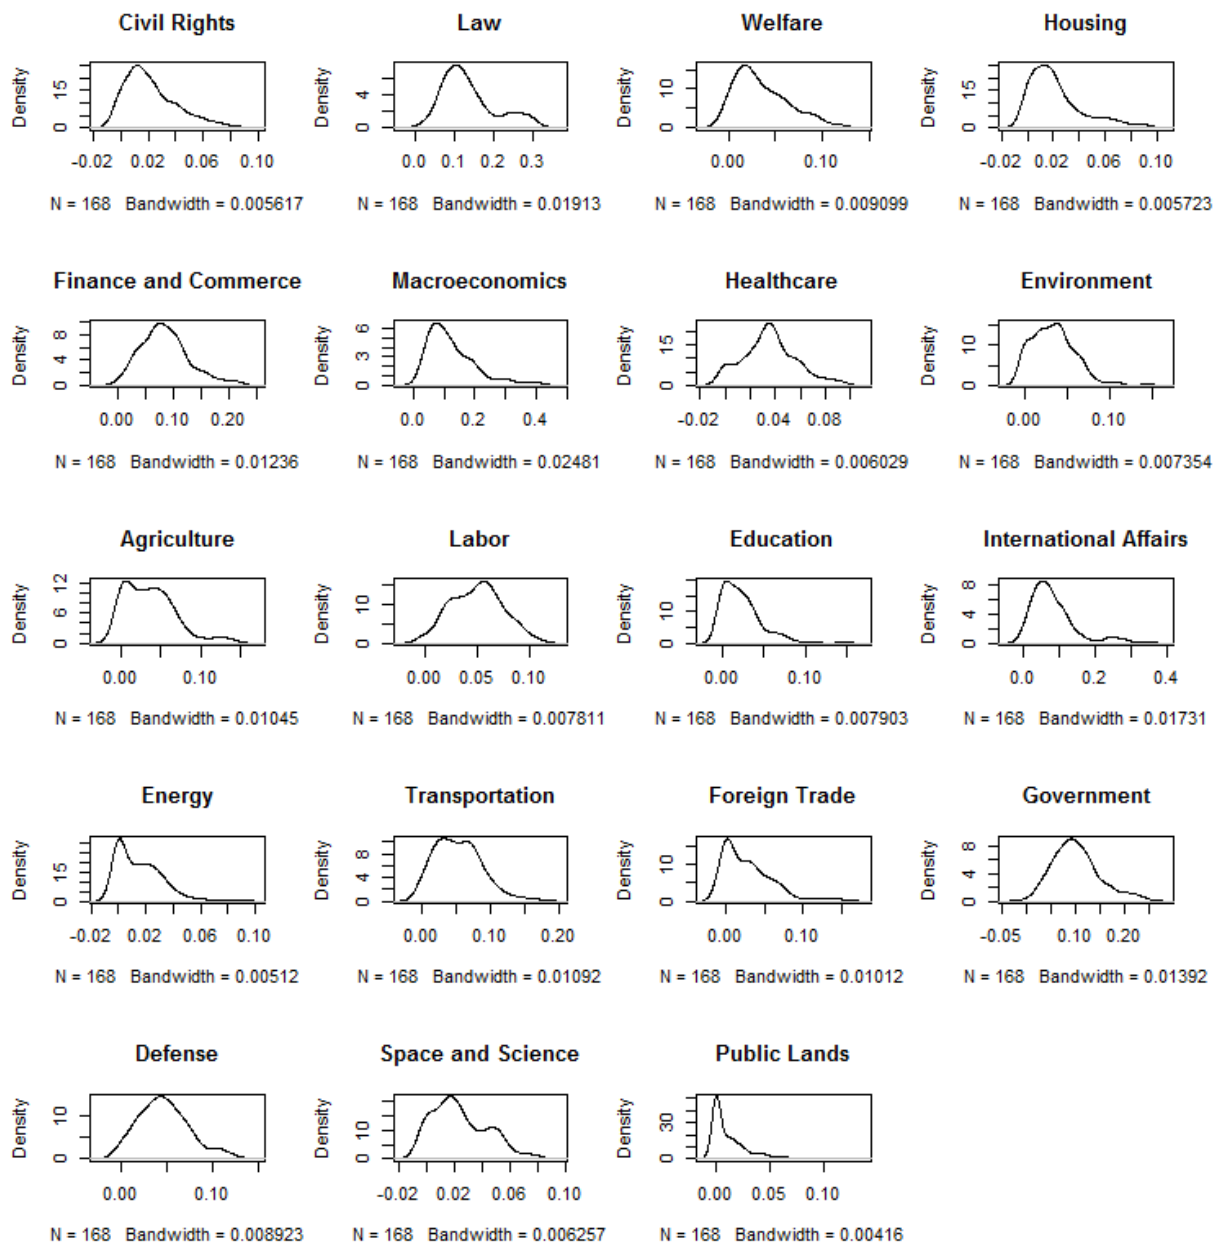 Civil Rights
Density
0 15
-0.02 0.02 0.06 0.10
N = 168 Bandwidth = 0.005617
Law
Density
0 4
0.0 0.1 0.2 0.3
N = 168 Bandwidth = 0.01913
Welfare
Density
0 10
0.00 0.10
N = 168 Bandwidth = 0.009099
Housing
Density
0 15
-0.02 0.02 0.06 0.10
N = 168 Bandwidth = 0.005723
Finance and Commerce
Density
0 4 8
0.00 0.10 0.20
N = 168 Bandwidth = 0.01236
Macroeconomics
Density
0 3 6
0.0 0.2 0.4
N = 168 Bandwidth = 0.02481
Healthcare
Density
0 15
-0.02 0.04 0.08
N = 168 Bandwidth = 0.006029
Environment
Density
0 10
0.00 0.10
N = 168 Bandwidth = 0.007354
Agriculture
Density
0 6 12
0.00 0.10
N = 168 Bandwidth = 0.01045
Labor
Density
0 10
0.00 0.05 0.10
N = 168 Bandwidth = 0.007811
Education
Density
0 10
0.00 0.10
N = 168 Bandwidth = 0.007903
International Affairs
Density
0 4 8
0.0 0.2 0.4
N = 168 Bandwidth = 0.01731
Energy
Density
0 15
-0.02 0.02 0.06 0.10
N = 168 Bandwidth = 0.00512
Transportation
Density
0 4 8
0.00 0.10 0.20
N = 168 Bandwidth = 0.01092
Foreign Trade
Density
0 10
0.00 0.10
N = 168 Bandwidth = 0.01012
Government
Density
0 4 8
-0.05 0.10 0.20
N = 168 Bandwidth = 0.01392
Defense
Density
0 10
0.00 0.10
N = 168 Bandwidth = 0.008923
Space and Science
Density
0 10
-0.02 0.02 0.06 0.10
N = 168 Bandwidth = 0.006257
Public Lands
Density
0 30
0.00 0.05 0.10
N = 168 Bandwidth = 0.00416